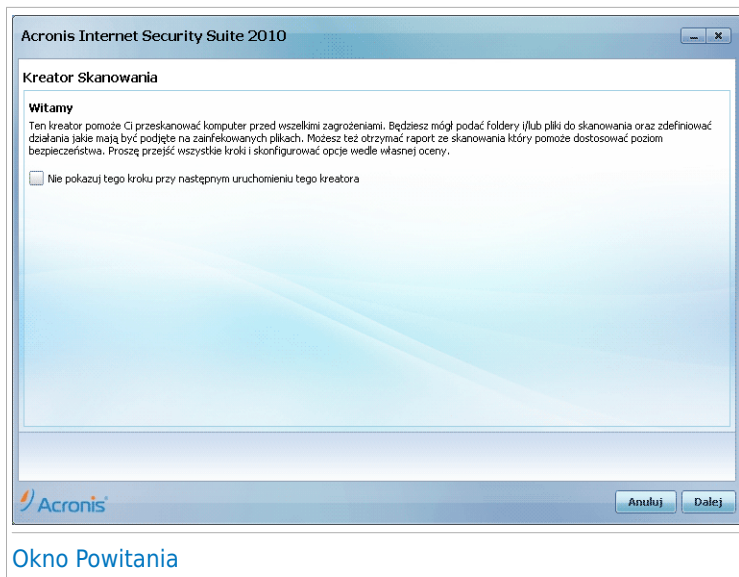 Acronis Internet Security Suite 2010
Kreator Skanowania
Witamy
Ten kreator pomoże Ci przeskanować komputer przed wszelkimi zagrożeniami. Będziesz mógł podać foldery i/lub pliki do skanowania oraz zdefiniować
działania jakie mają być podjęte na zainfekowanych plikach. Możesz też otrzymać raport ze skanowania który pomoże dostosować poziom
bezpieczeństwa. Proszę przejść wszystkie kroki i skonfigurować opcje wedle własnej oceny.
Nie pokazuj tego kroku przy następnym uruchomieniu tego kreatora
Acronis
Anuluj Dalej
Okno Powitania